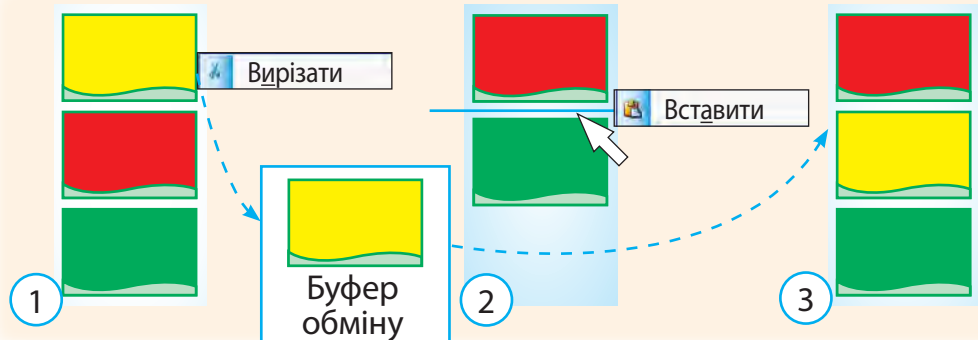 Вирізати
Вставити
Буфер
обміну
1
2
3